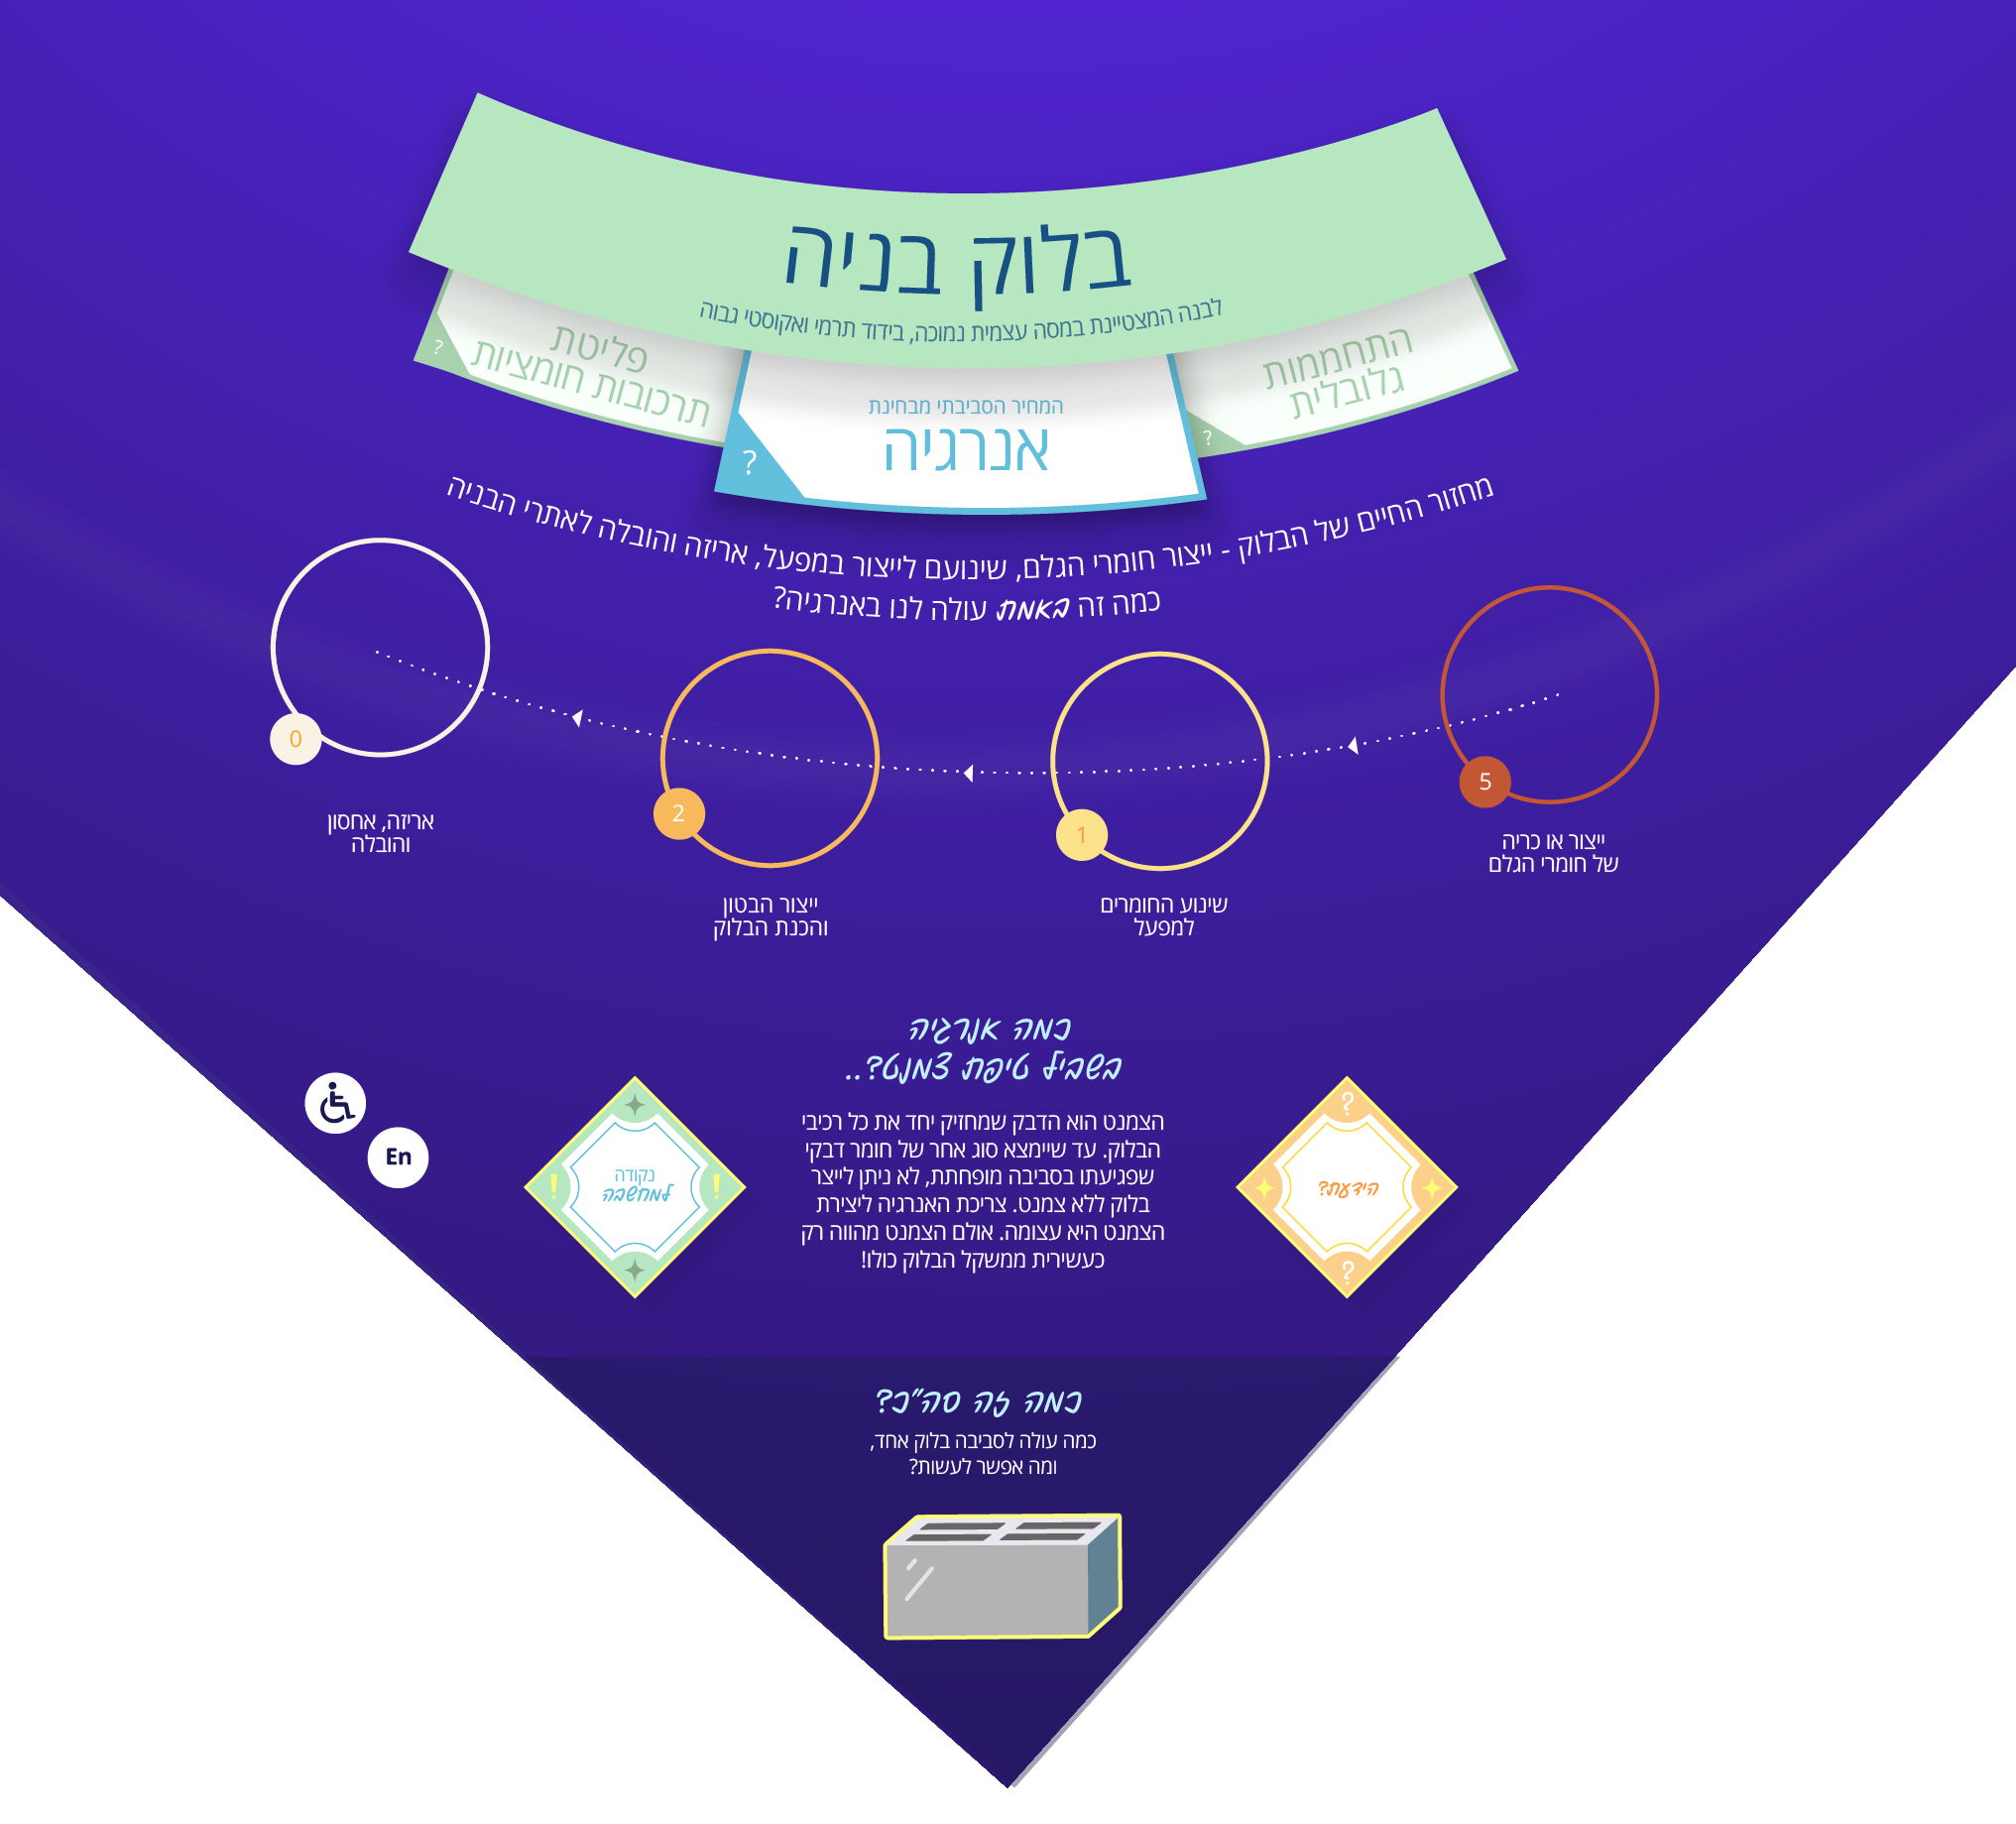 בלוק בניה
לבנה המצטיינת במסה עצמית נמוכה, בידוד תרמי ואקוסטי גבוה
התחממות
גלובלית
?
המחיר הסביבתי מבחינת
אנרגיה
?
פליטת
תרכובות חומציות
?
מחזור החיים של הבלוק - ייצור חומרי הגלם, שינועם לייצור במפעל, אריזה והובלה לאתרי הבניה
כמה זה באמת עולה לנו באנרגיה?
5
ייצור או כריה
של חומרי הגלם
1
שינוע החומרים
למפעל
2
ייצור הבטון
והכנת הבלוק
0
אריזה, אחסון
והובלה
?
הידעת?
?
כמה אנרגיה
בשביל טיפת צמנט?..
הצמנט הוא הדבק שמחזיק יחד את כל רכיבי
הבלוק. עד שיימצא סוג אחר של חומר דבקי
שפגיעתו בסביבה מופחתת, לא ניתן לייצר
בלוק ללא צמנט. צריכת האנרגיה ליצירת
הצמנט היא עצומה. אולם הצמנט מהווה רק
כעשירית ממשקל הבלוק כולו!
!
נקודה
למחשבה
!
En
כמה זה סה"כ?
כמה עולה לסביבה בלוק אחד,
ומה אפשר לעשות?